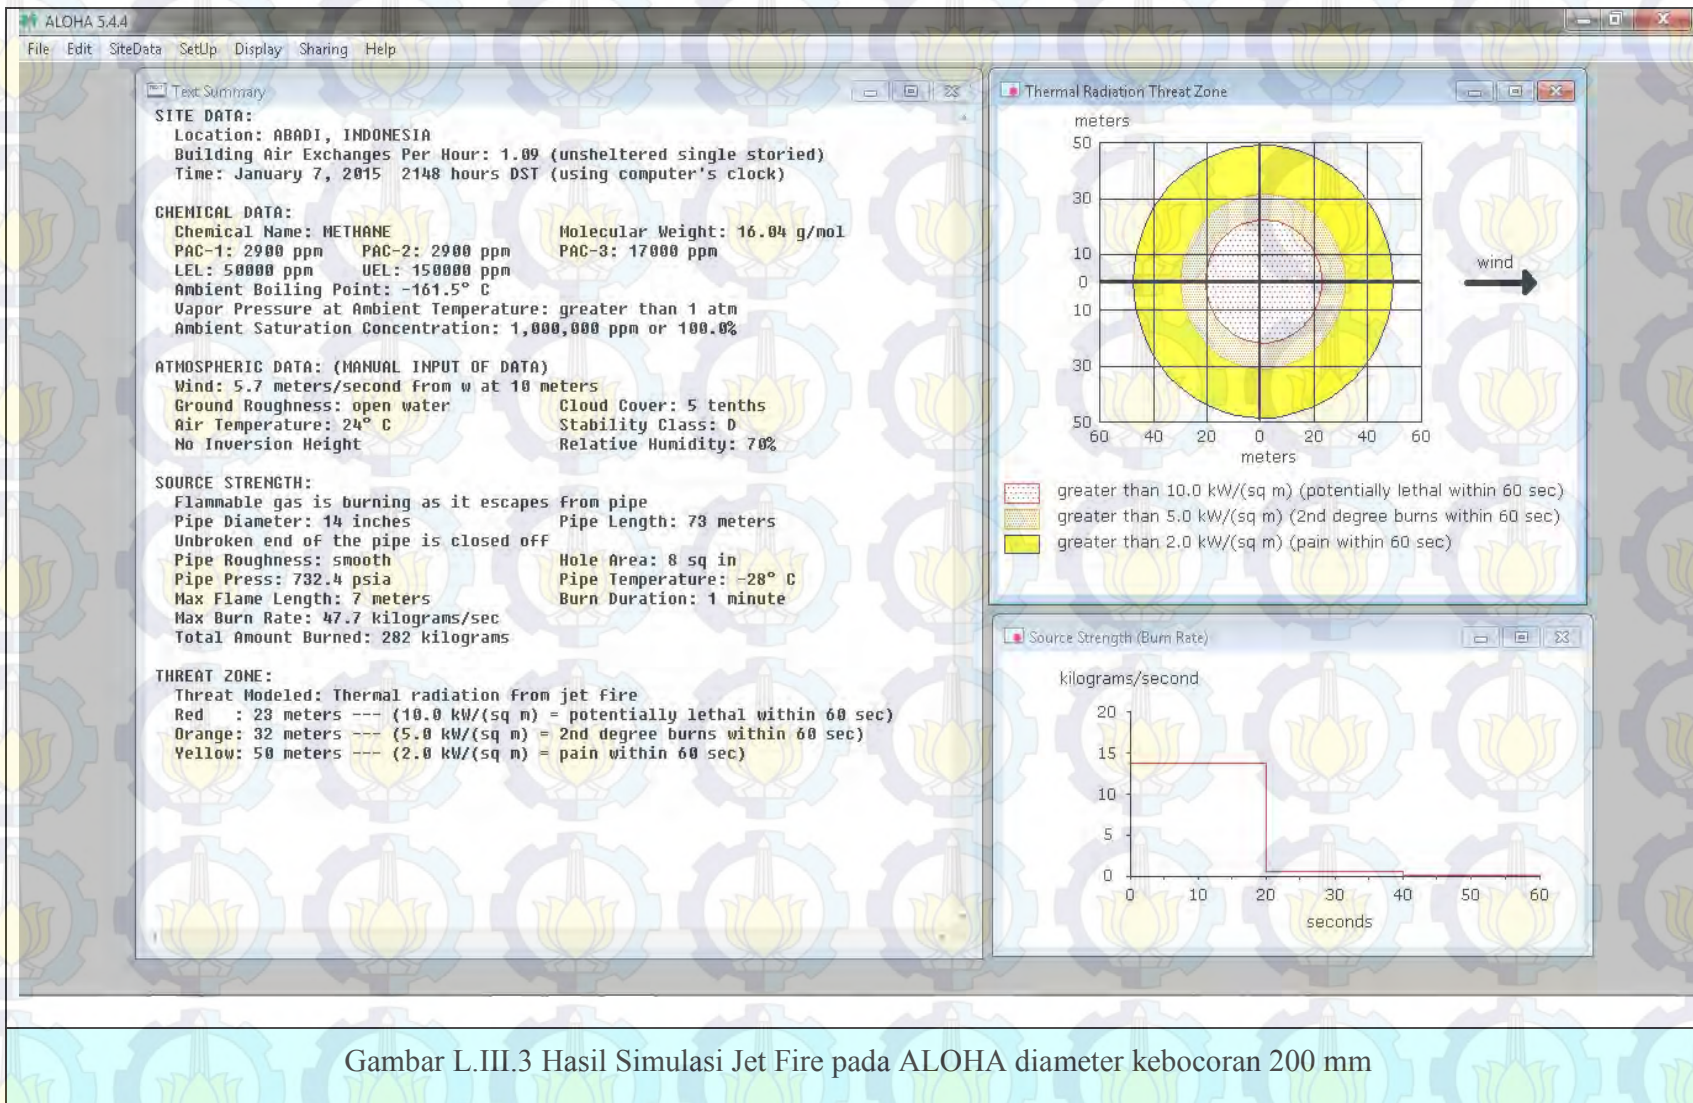 ALOHA 5.4.4
File Edit SiteData SetUp Display Sharing Help
Text Summary
SITE DATA:
Location: ABADI, INDONESIA
Building Air Exchanges Per Hour: 1.09 (unsheltered single storied)
Time: January 7, 2015 2148 hours DST (using computer's clock)
CHEMICAL DATA:
Chemical Name: METHANE Molecular Weight: 16.04 g/mol
PAC-1: 2900 ppm PAC-2: 2900 ppm PAC-3: 17000 ppm
LEL: 50000 ppm UEL: 150000 ppm
Ambient Boiling Point: -161.5° C
Vapor Pressure at Ambient Temperature: greater than 1 atm
Ambient Saturation Concentration: 1,000,000 ppm or 100.0%
ATMOSPHERIC DATA: (MANUAL INPUT OF DATA)
Wind: 5.7 meters/second from w at 10 meters
Ground Roughness: open water Cloud Cover: 5 tenths
Air Temperature: 24° C Stability Class: D
No Inversion Height Relative Humidity: 70%
SOURCE STRENGTH:
Flammable gas is burning as it escapes from pipe
Pipe Diameter: 14 inches Pipe Length: 73 meters
Unbroken end of the pipe is closed off
Pipe Roughness: smooth Hole Area: 8 sq in
Pipe Press: 732.4 psia Pipe Temperature: -28° C
Max Flame Length: 7 meters Burn Duration: 1 minute
Max Burn Rate: 47.7 kilograms/sec
Total Amount Burned: 282 kilograms
THREAT ZONE:
Threat Modeled: Thermal radiation from jet fire
Red : 23 meters --- (10.0 kW/(sq m) = potentially lethal within 60 sec)
Orange: 32 meters --- (5.0 kW/(sq m) = 2nd degree burns within 60 sec)
Yellow: 50 meters --- (2.0 kW/(sq m) = pain within 60 sec)
Thermal Radiation Threat Zone
meters
50
30
10
0
10
30
50
60 40 20 0 20 40 60
meters
wind
greater than 10.0 kW/(sq m) (potentially lethal within 60 sec)
greater than 5.0 kW/(sq m) (2nd degree burns within 60 sec)
greater than 2.0 kW/(sq m) (pain within 60 sec)
Source Strength (Burn Rate)
kilograms/second
20
15
10
5
0
0 10 20 30 40 50 60
seconds
Gambar L.III.3 Hasil Simulasi Jet Fire pada ALOHA diameter kebocoran 200 mm